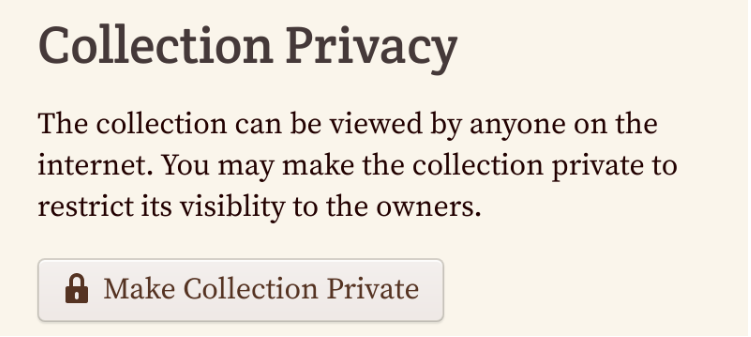 Collection Privacy
The collection can be viewed by anyone on the
internet. You may make the collection private to
restrict its visiblity to the owners.
Make Collection Private